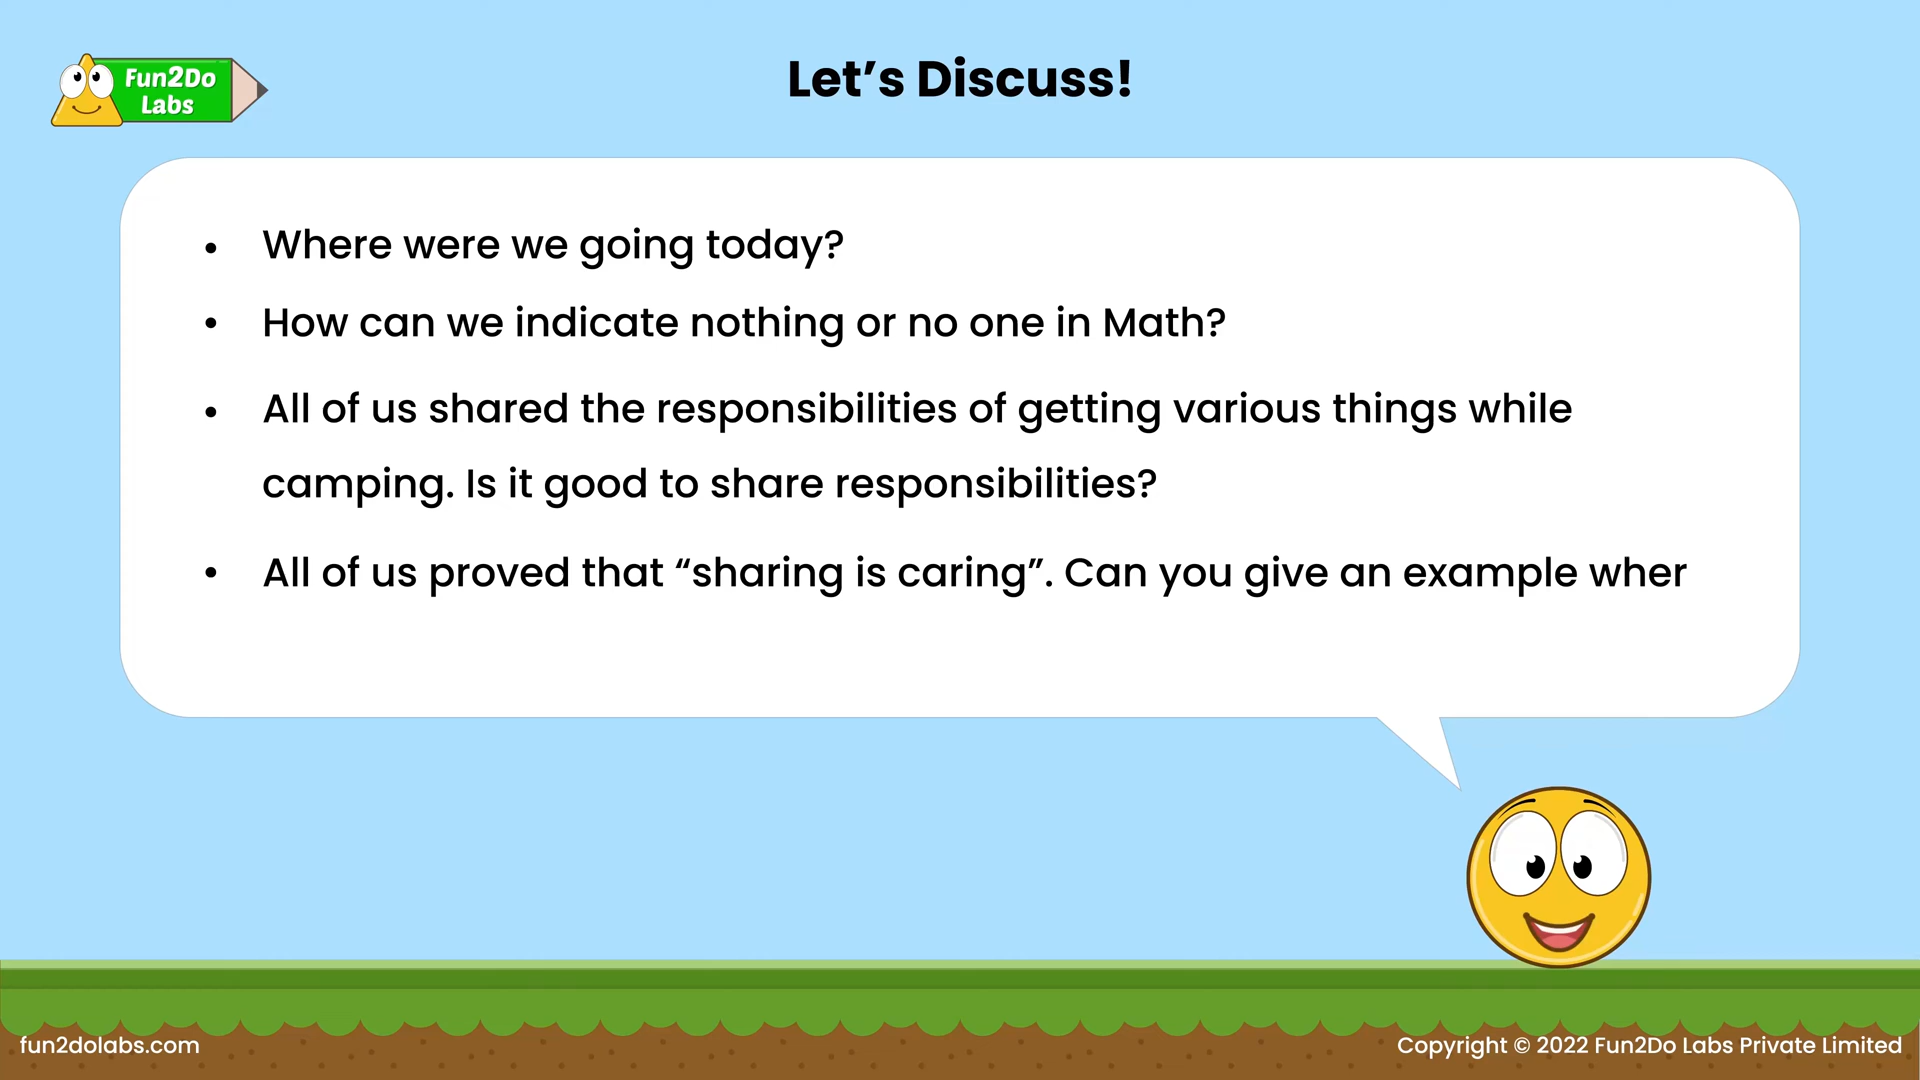 Fun2Do
Labs
Let’s Discuss!
• Where were we going today?
• How can we indicate nothing or no one in Math?
• All of us shared the responsibilities of getting various things while
camping. Is it good to share responsibilities?
• All of us proved that “sharing is caring”. Can you give an example wher
fun2dolabs.com
Copyright © 2022 Fun2Do Labs Private Limited